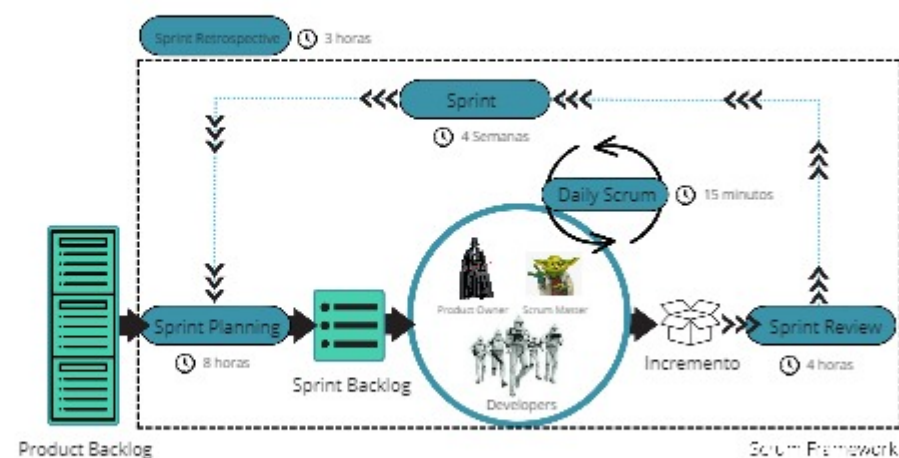 Sprint Retrospective
3 horas
Sprint
4 Semanas
Daily Scrum
15 minutos
Product Owner
Scrum Master
Sprint Planning
8 horas
Sprint Backlog
Developers
Incremento
Sprint Review
4 horas
Product Backlog
Scrum Framework